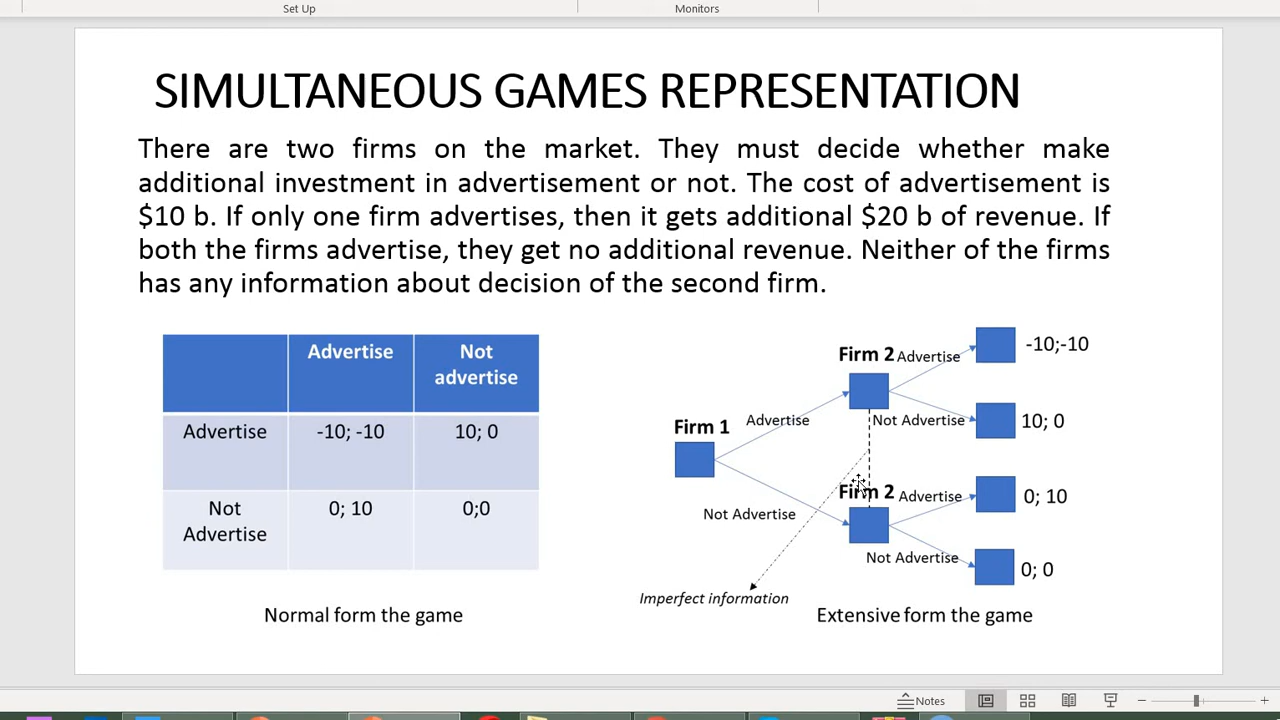 Set Up
Monitors
SIMULTANEOUS GAMES REPRESENTATION
There are two firms on the market. They must decide whether make
additional investment in advertisement or not. The cost of advertisement is
$10 b. If only one firm advertises, then it gets additional $20 b of revenue. If
both the firms advertise, they get no additional revenue. Neither of the firms
has any information about decision of the second firm.
Advertise
Not
advertise
Advertise
-10; -10
10; 0
Not
Advertise
0; 10
0;0
Normal form the game
Firm 1
Advertise
Not Advertise
Firm 2
Advertise
-10;-10
Not Advertise
10; 0
Firm 2
Advertise
0; 10
Not Advertise
0; 0
Imperfect information
Extensive form the game
Notes